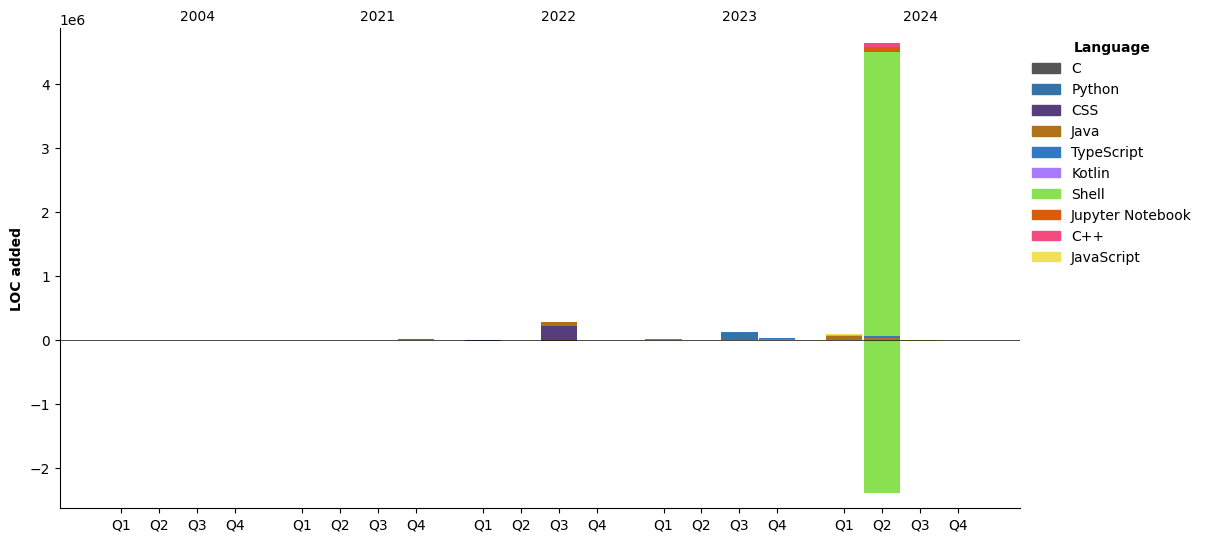 2004 2021 2022 2023 2024
1e6
Language
C
Python
CSS
Java
TypeScript
Kotlin
Shell
Jupyter Notebook
C++
JavaScript
LOC added
4
3
2
1
0
−1
−2
Q1 Q2 Q3 Q4 Q1 Q2 Q3 Q4 Q1 Q2 Q3 Q4 Q1 Q2 Q3 Q4 Q1 Q2 Q3 Q4